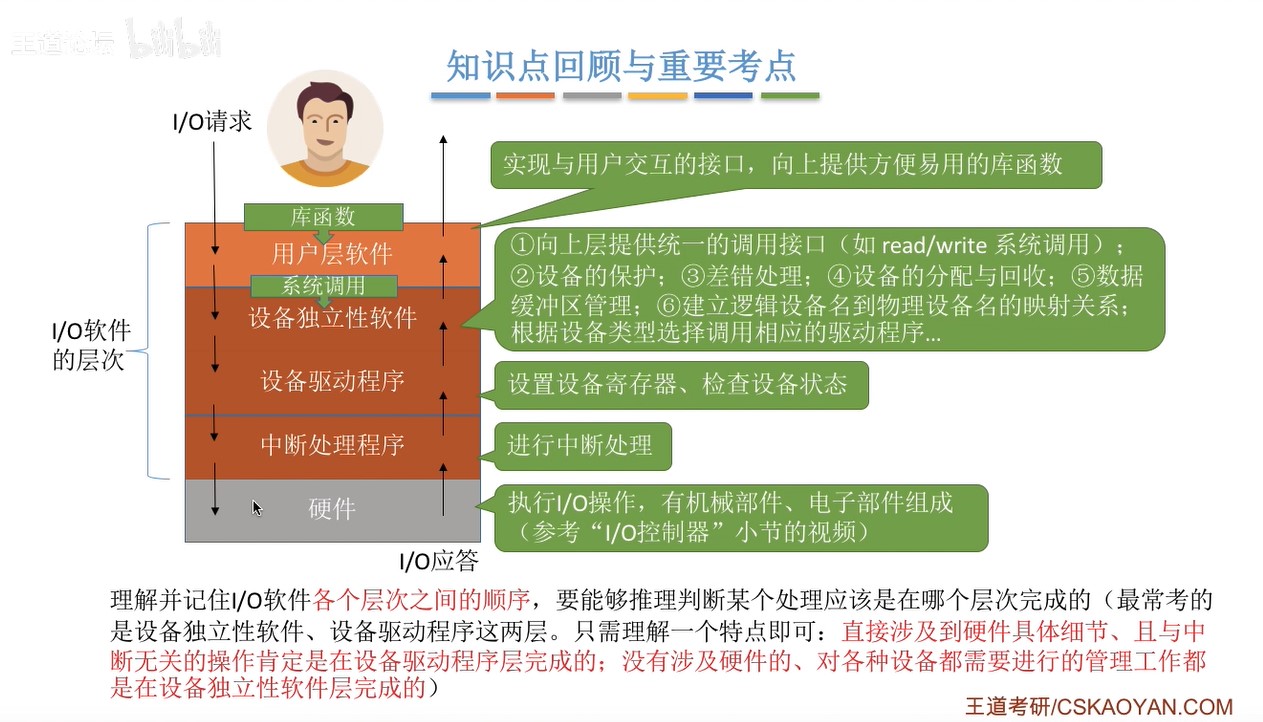 王道论坛 bilibili
知识点回顾与重要考点
I/O请求
实现与用户交互的接口，向上提供方便易用的库函数
库函数
用户层软件
系统调用
设备独立性软件
①向上层提供统一的调用接口（如 read/write 系统调用）；
②设备的保护；③差错处理；④设备的分配与回收；⑤数据
缓冲区管理；⑥建立逻辑设备名到物理设备名的映射关系；
根据设备类型选择调用相应的驱动程序...
I/O软件
的层次
设备驱动程序
设置设备寄存器、检查设备状态
中断处理程序
进行中断处理
硬件
执行I/O操作，有机械部件、电子部件组成
（参考“I/O控制器”小节的视频）
I/O应答
理解并记住I/O软件各个层次之间的顺序，要能够推理判断某个处理应该是在哪个层次完成的（最常考的
是设备独立性软件、设备驱动程序这两层。只需理解一个特点即可：直接涉及到硬件具体细节、且与中
断无关的操作肯定是在设备驱动程序层完成的；没有涉及硬件的、对各种设备都需要进行的管理工作都
是在设备独立性软件层完成的）
王道考研/CSKAOYAN.COM